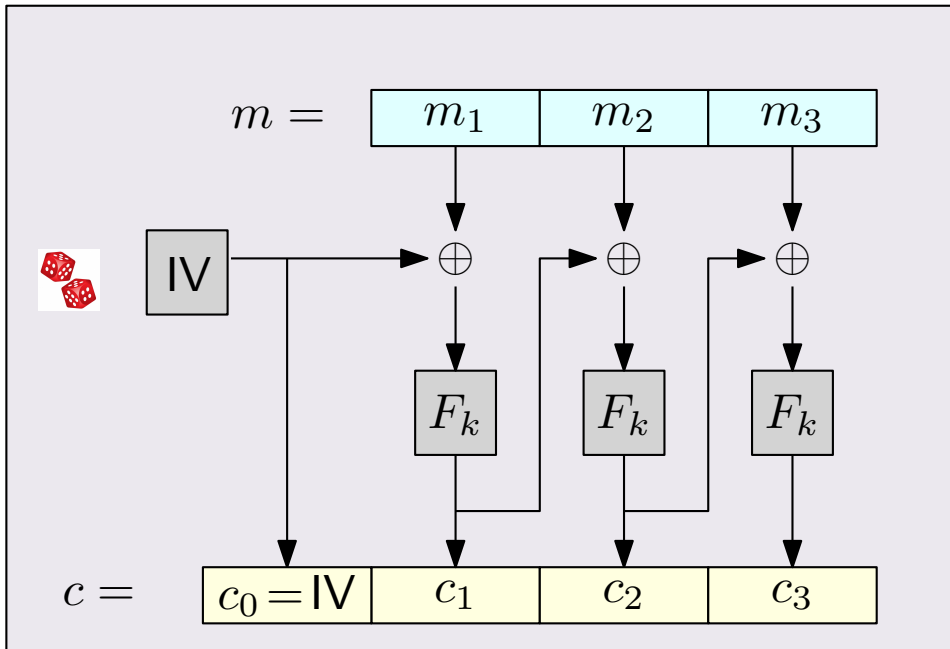 m = m₁ m₂ m₃
⊕ ⊕ ⊕
IV
Fₖ Fₖ Fₖ
c = c₀ = IV c₁ c₂ c₃